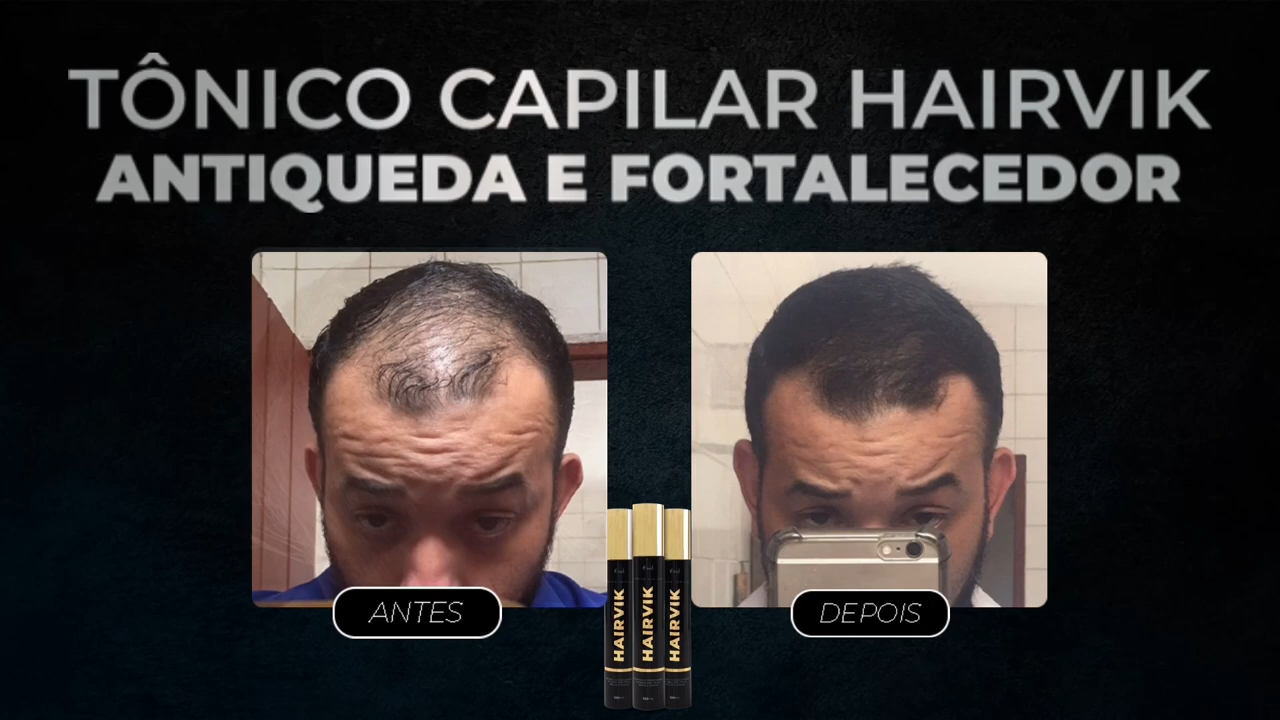 TÔNICO CAPILAR HAIRVIK
ANTIQUEDA E FORTALECEDOR
ANTES
DEPOIS
HAIRVIK
HAIRVIK
HAIRVIK